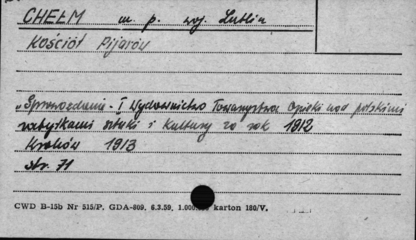 CHEŁM m. p. woj. Lublin
Kościół Pijarów
„Sprawozdanie - I Wydawnictwo Towarzystwa Opieki nad polskimi
zabytkami sztuki i kultury za rok 1912
Kraków 1913
str. 71
CWD B-15b Nr 515/P. GDA-809. 6.3.59. 1.000. karton 180/V.